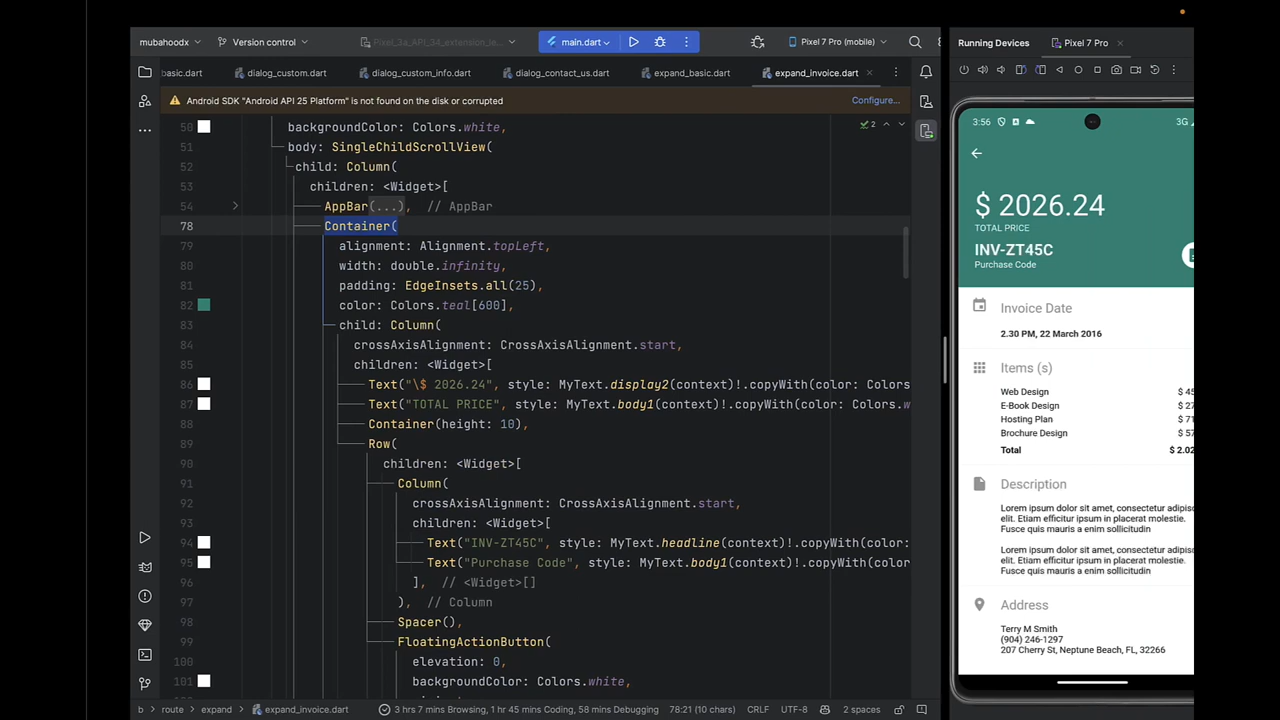 mubahoodx
Version control
Pixel_3a_API_34_extension_le...
main.dart
Pixel 7 Pro (mobile)
Running Devices
Pixel 7 Pro
basic.dart
dialog_custom.dart
dialog_custom_info.dart
dialog_contact_us.dart
expand_basic.dart
expand_invoice.dart
Android SDK "Android API 25 Platform" is not found on the disk or corrupted
Configure...
50 backgroundColor: Colors.white,
51 body: SingleChildScrollView(
52 child: Column(
53 children: <Widget>[
54 AppBar(...), // AppBar
78 Container(
79 alignment: Alignment.topLeft,
80 width: double.infinity,
81 padding: EdgeInsets.all(25),
82 color: Colors.teal[600],
83 child: Column(
84 crossAxisAlignment: CrossAxisAlignment.start,
85 children: <Widget>[
86 Text("\$ 2026.24", style: MyText.display2(context)!.copyWith(color: Colors
87 Text("TOTAL PRICE", style: MyText.body1(context)!.copyWith(color: Colors.w
88 Container(height: 10),
89 Row(
90 children: <Widget>[
91 Column(
92 crossAxisAlignment: CrossAxisAlignment.start,
93 children: <Widget>[
94 Text("INV-ZT45C", style: MyText.headline(context)!.copyWith(color:
95 Text("Purchase Code", style: MyText.body1(context)!.copyWith(color
96 ], // <Widget>[]
97 ), // Column
98 Spacer(),
99 FloatingActionButton(
100 elevation: 0,
101 backgroundColor: Colors.white,
2
3:56
3G
$ 2026.24
TOTAL PRICE
INV-ZT45C
Purchase Code
Invoice Date
2.30 PM, 22 March 2016
Items (s)
Web Design $ 45
E-Book Design $ 27
Hosting Plan $ 71
Brochure Design $ 57
Total $ 2.02
Description
Lorem ipsum dolor sit amet, consectetur adipis
elit. Etiam efficitur ipsum in placerat molestie.
Fusce quis mauris a enim sollicitudin
Lorem ipsum dolor sit amet, consectetur adipis
elit. Etiam efficitur ipsum in placerat molestie.
Fusce quis mauris a enim sollicitudin
Address
Terry M Smith
(904) 246-1297
207 Cherry St, Neptune Beach, FL, 32266
b > route > expand > expand_invoice.dart
3 hrs 7 mins Browsing, 1 hr 45 mins Coding, 58 mins Debugging
78:21 (10 chars)
CRLF
UTF-8
2 spaces